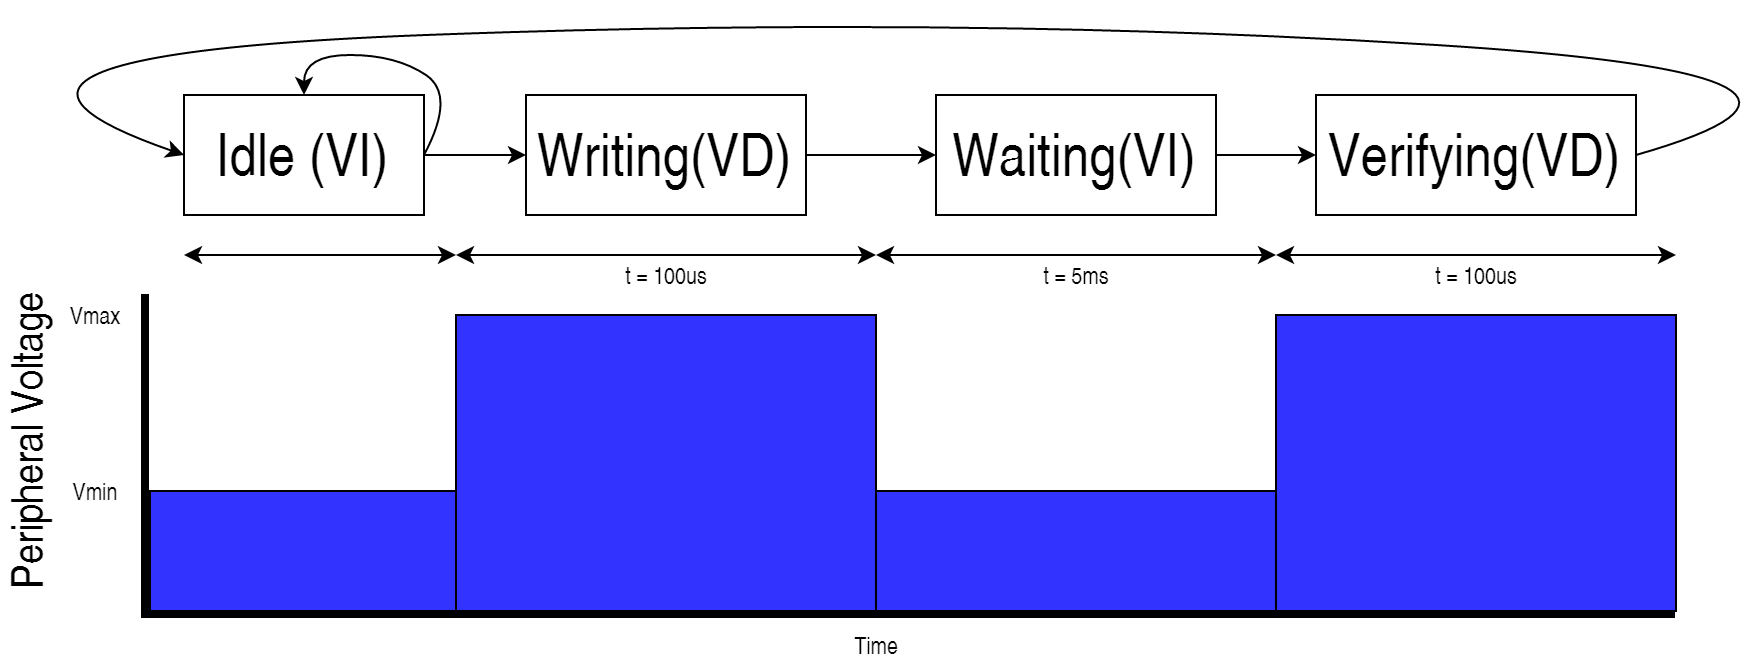 Idle (VI)
Writing(VD)
Waiting(VI)
Verifying(VD)
t = 100us
t = 5ms
t = 100us
Vmax
Vmin
Peripheral Voltage
Time